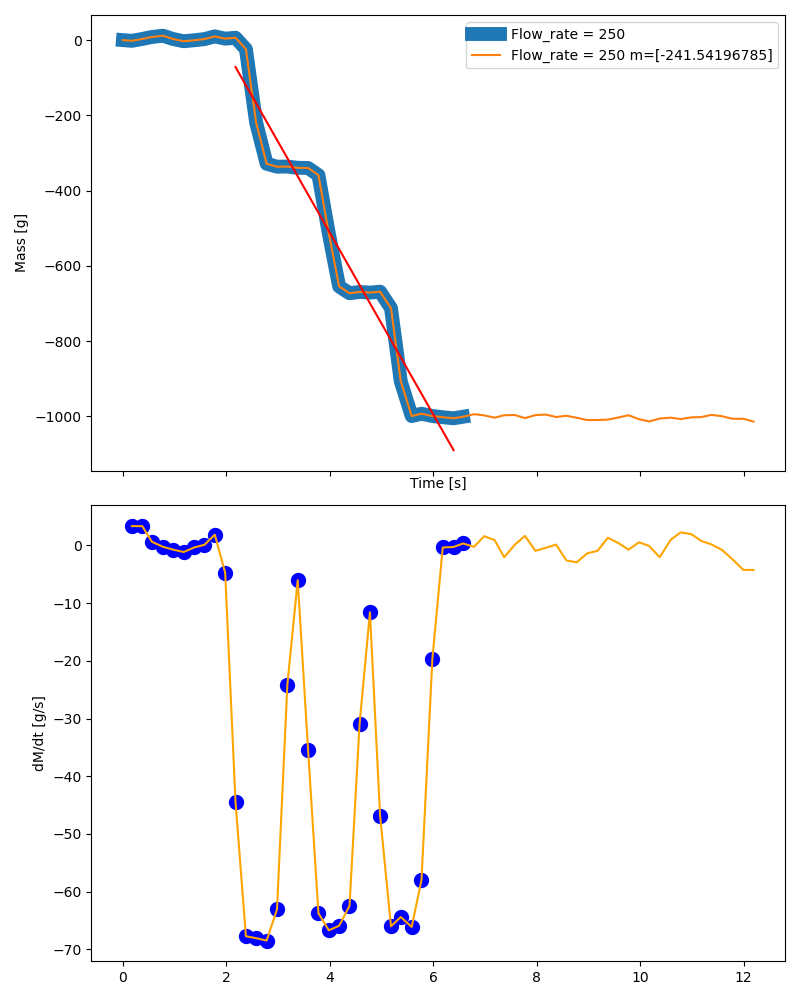 Flow_rate = 250
Flow_rate = 250 m=[-241.54196785]
0
−200
−400
−600
−800
−1000
Mass [g]
Time [s]
0
−10
−20
−30
−40
−50
−60
−70
dM/dt [g/s]
0 2 4 6 8 10 12